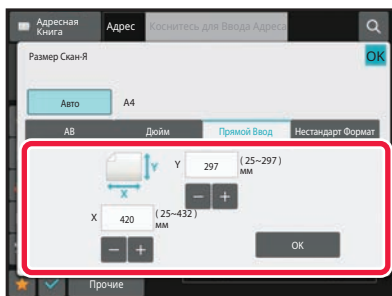 Адресная
Книга
Адрес
Коснитесь для Ввода Адреса
Размер Скан-Я
OK
Авто
A4
AB
Дюйм
Прямой Ввод
Нестандарт Формат
Y
Y
297
( 25~297 )
мм
X
X
420
( 25~432 )
мм
OK
Прочие